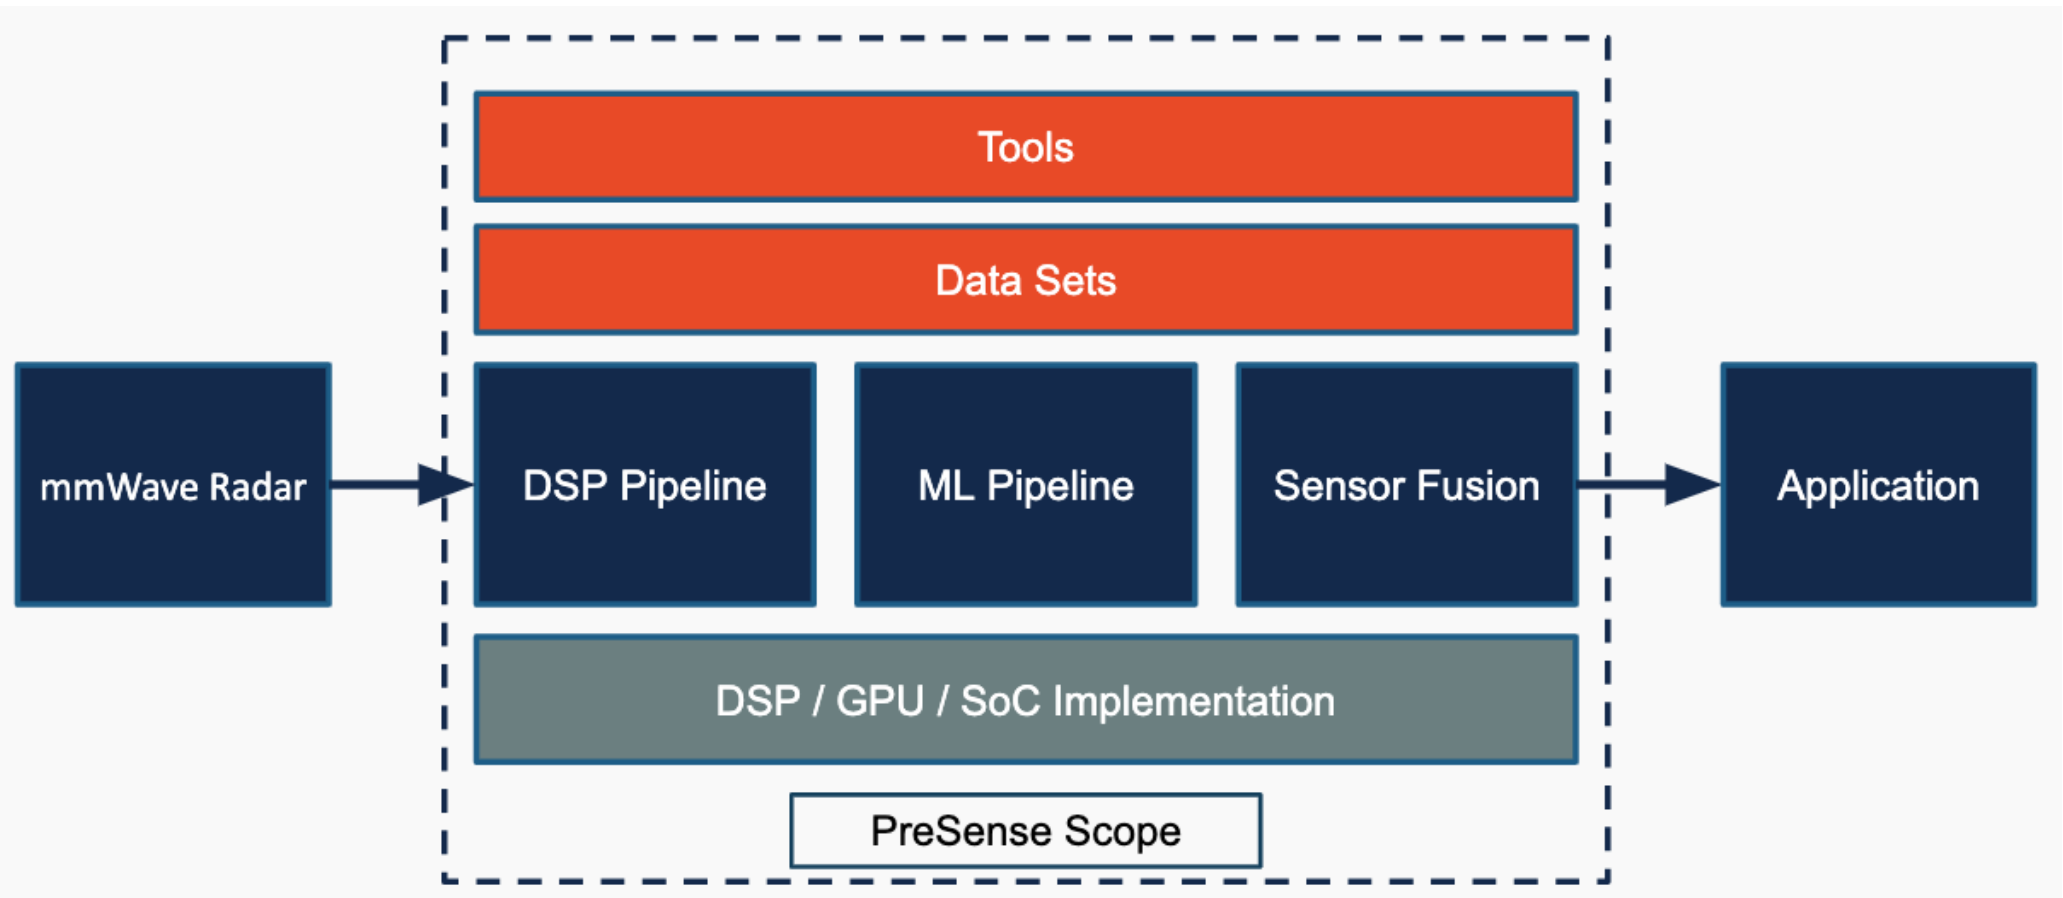 Tools
Data Sets
mmWave Radar
DSP Pipeline
ML Pipeline
Sensor Fusion
Application
DSP / GPU / SoC Implementation
PreSense Scope